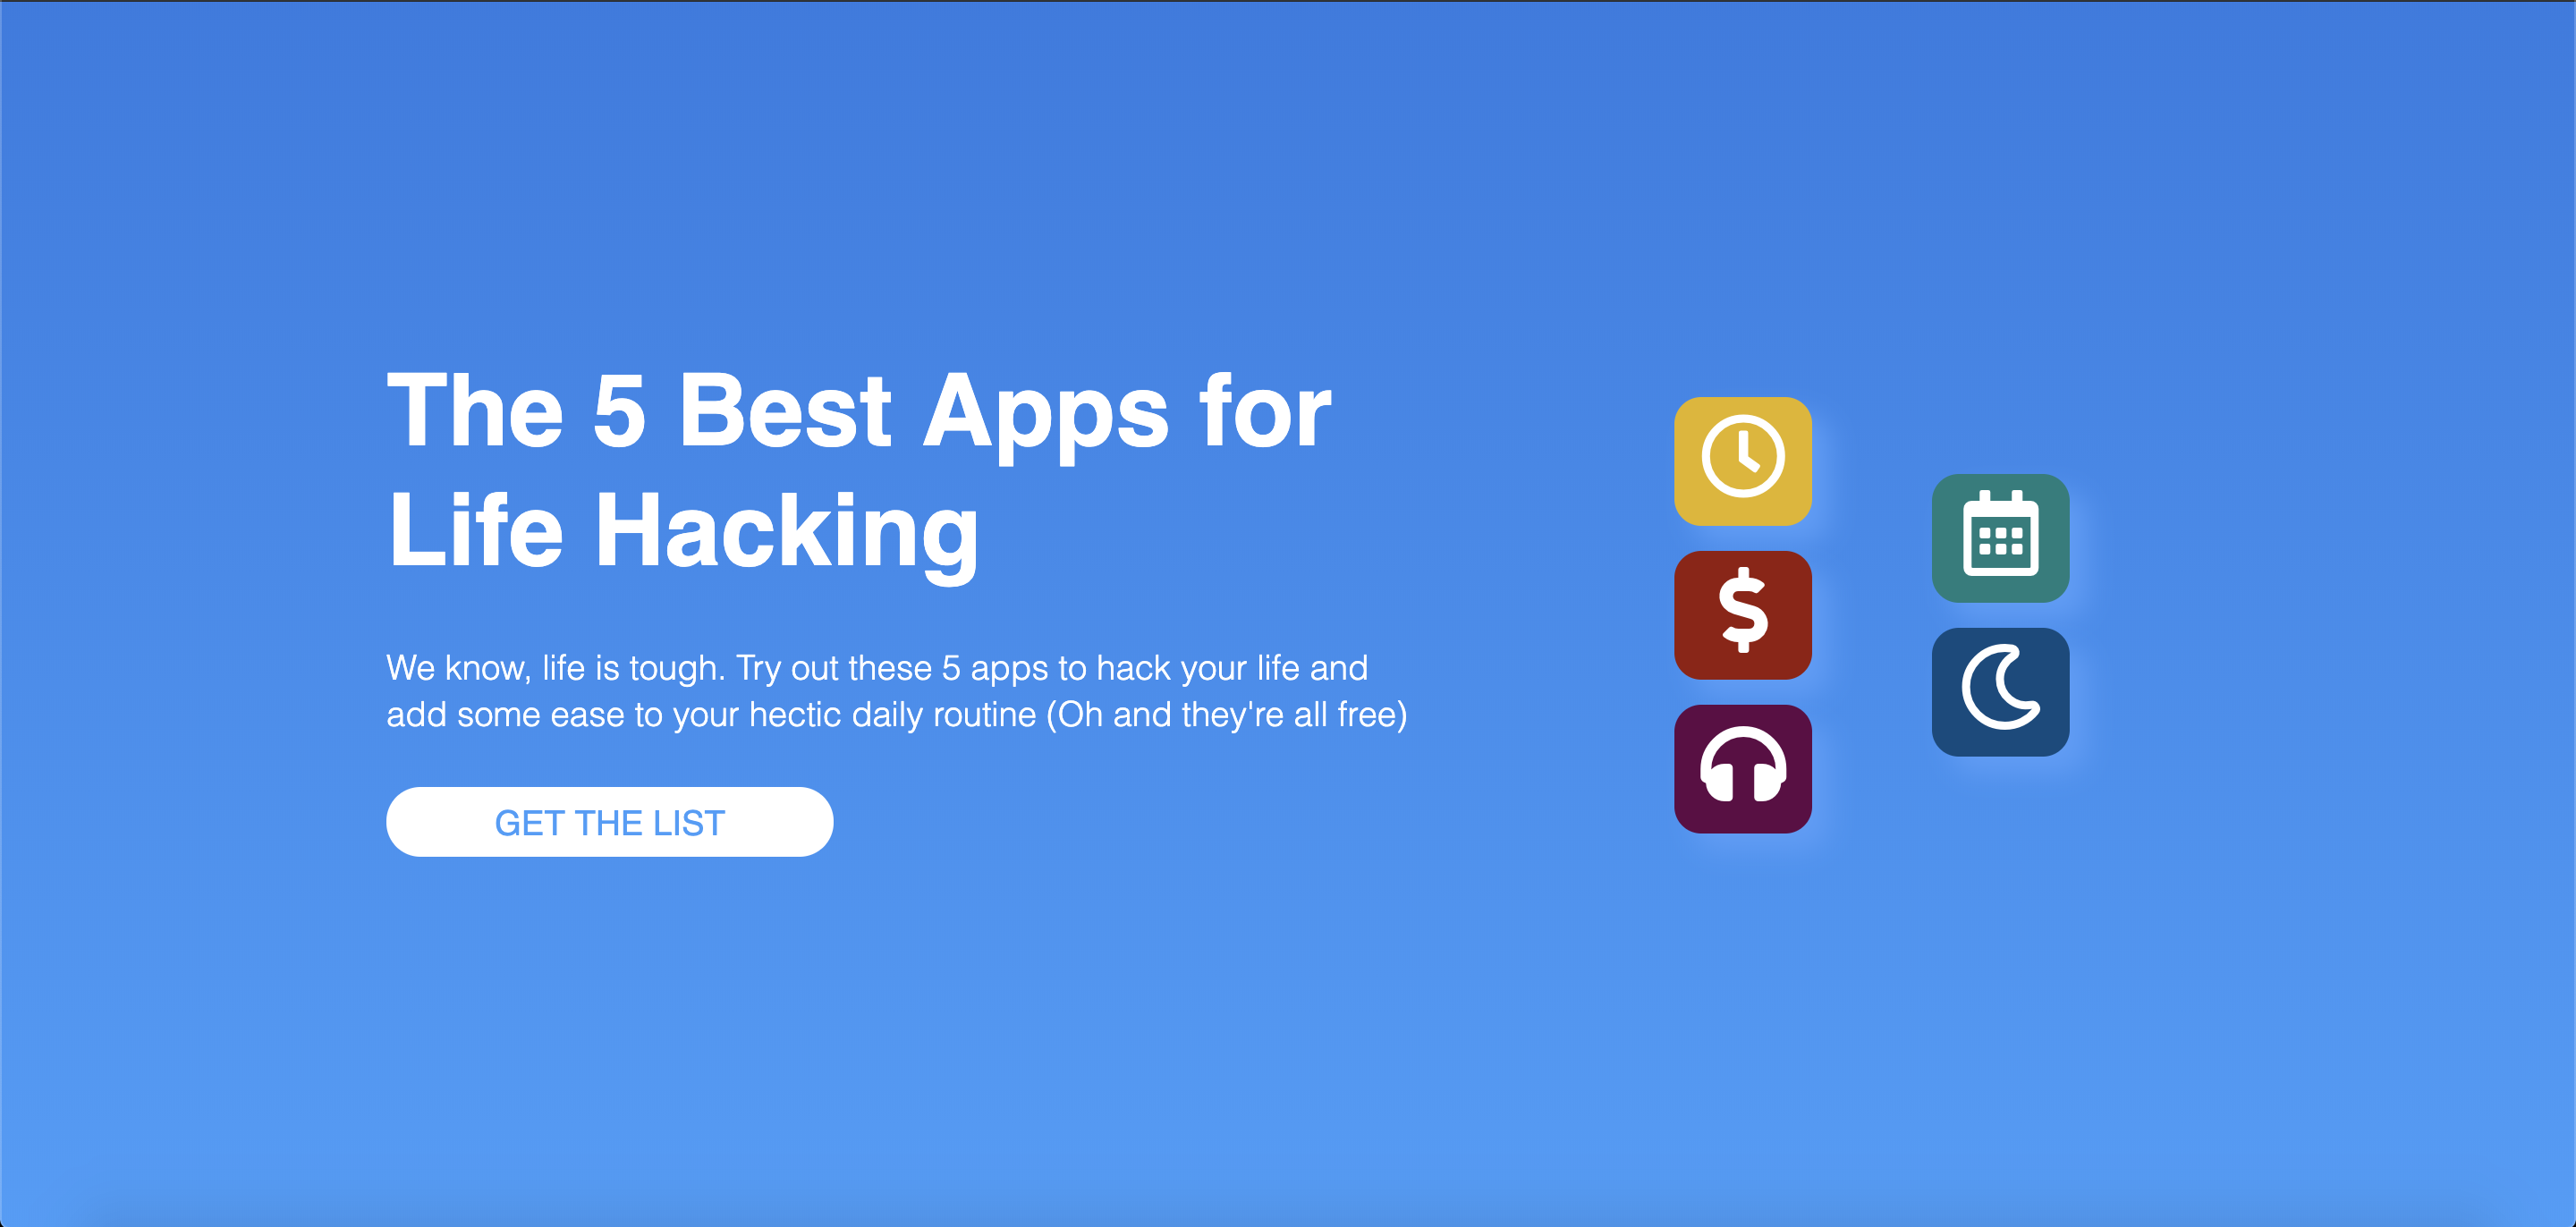 The 5 Best Apps for
Life Hacking
We know, life is tough. Try out these 5 apps to hack your life and
add some ease to your hectic daily routine (Oh and they're all free)
GET THE LIST
$